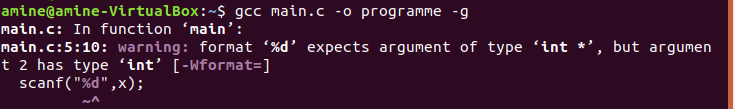 amine@amine-VirtualBox:~$ gcc main.c -o programme -g
main.c: In function ‘main’:
main.c:5:10: warning: format ‘%d’ expects argument of type ‘int *’, but argumen
t 2 has type ‘int’ [-Wformat=]
  scanf("%d",x);
         ~^